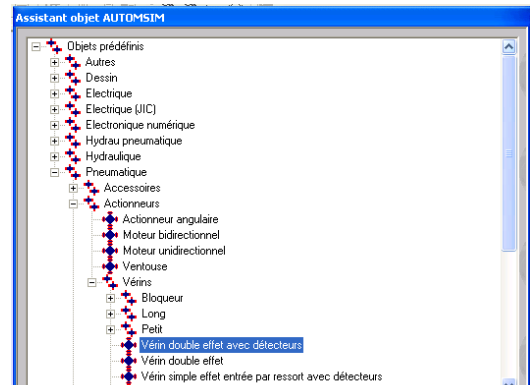 Assistant objet AUTOMSIM
Objets prédéfinis
Autres
Dessin
Electrique
Electrique (JIC)
Electronique numérique
Hydrau pneumatique
Hydraulique
Pneumatique
Accessoires
Actionneurs
Actionneur angulaire
Moteur bidirectionnel
Moteur unidirectionnel
Ventouse
Vérins
Bloqueur
Long
Petit
Vérin double effet avec détecteurs
Vérin double effet
Vérin simple effet entrée par ressort avec détecteurs